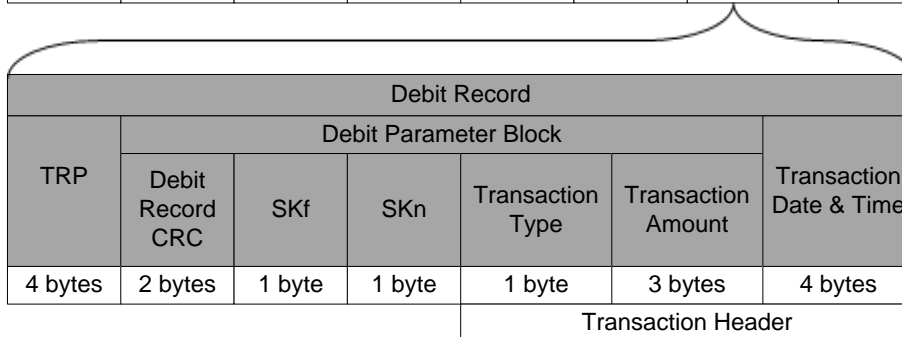 Debit Record
TRP
Debit Parameter Block
Transaction
Date & Time
Debit
Record
CRC
SKf
SKn
Transaction
Type
Transaction
Amount
4 bytes 2 bytes 1 byte 1 byte 1 byte 3 bytes 4 bytes
Transaction Header